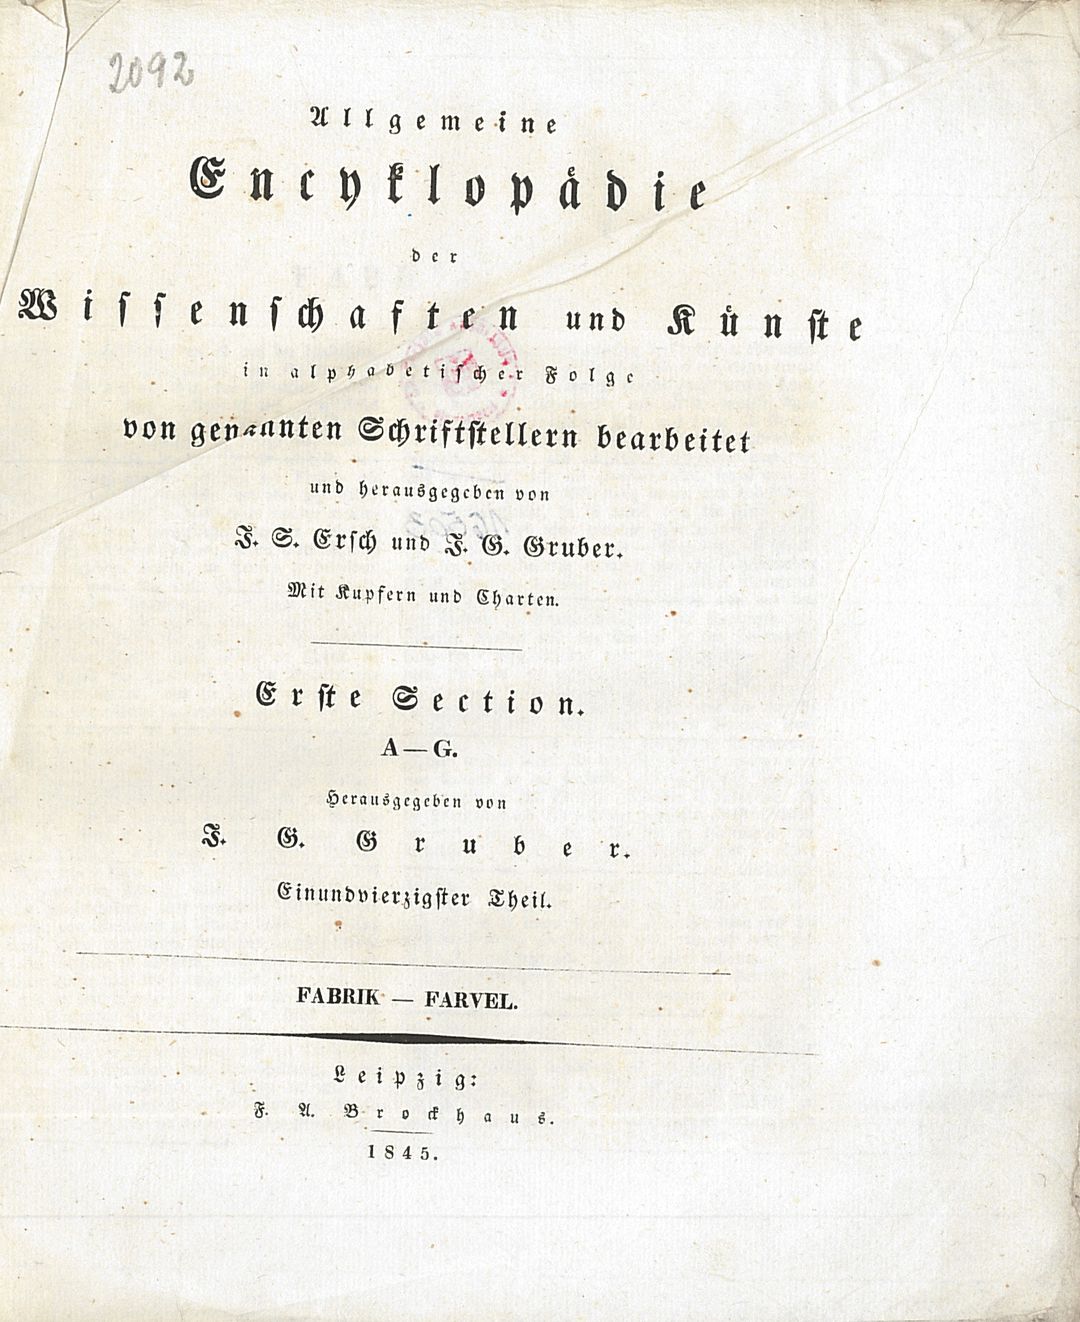 2092
Allgemeine
Encyklopädie
der
Wissenschaften und Künste
in alphabetischer Folge
von genannten Schriftstellern bearbeitet
und herausgegeben von
J. S. Ersch und J. G. Gruber.
Mit Kupfern und Charten.
Erste Section.
A—G.
Herausgegeben von
J. G. Gruber.
Einundvierzigster Theil.
FABRIK — FARVEL.
Leipzig:
F. A. Brockhaus.
1845.